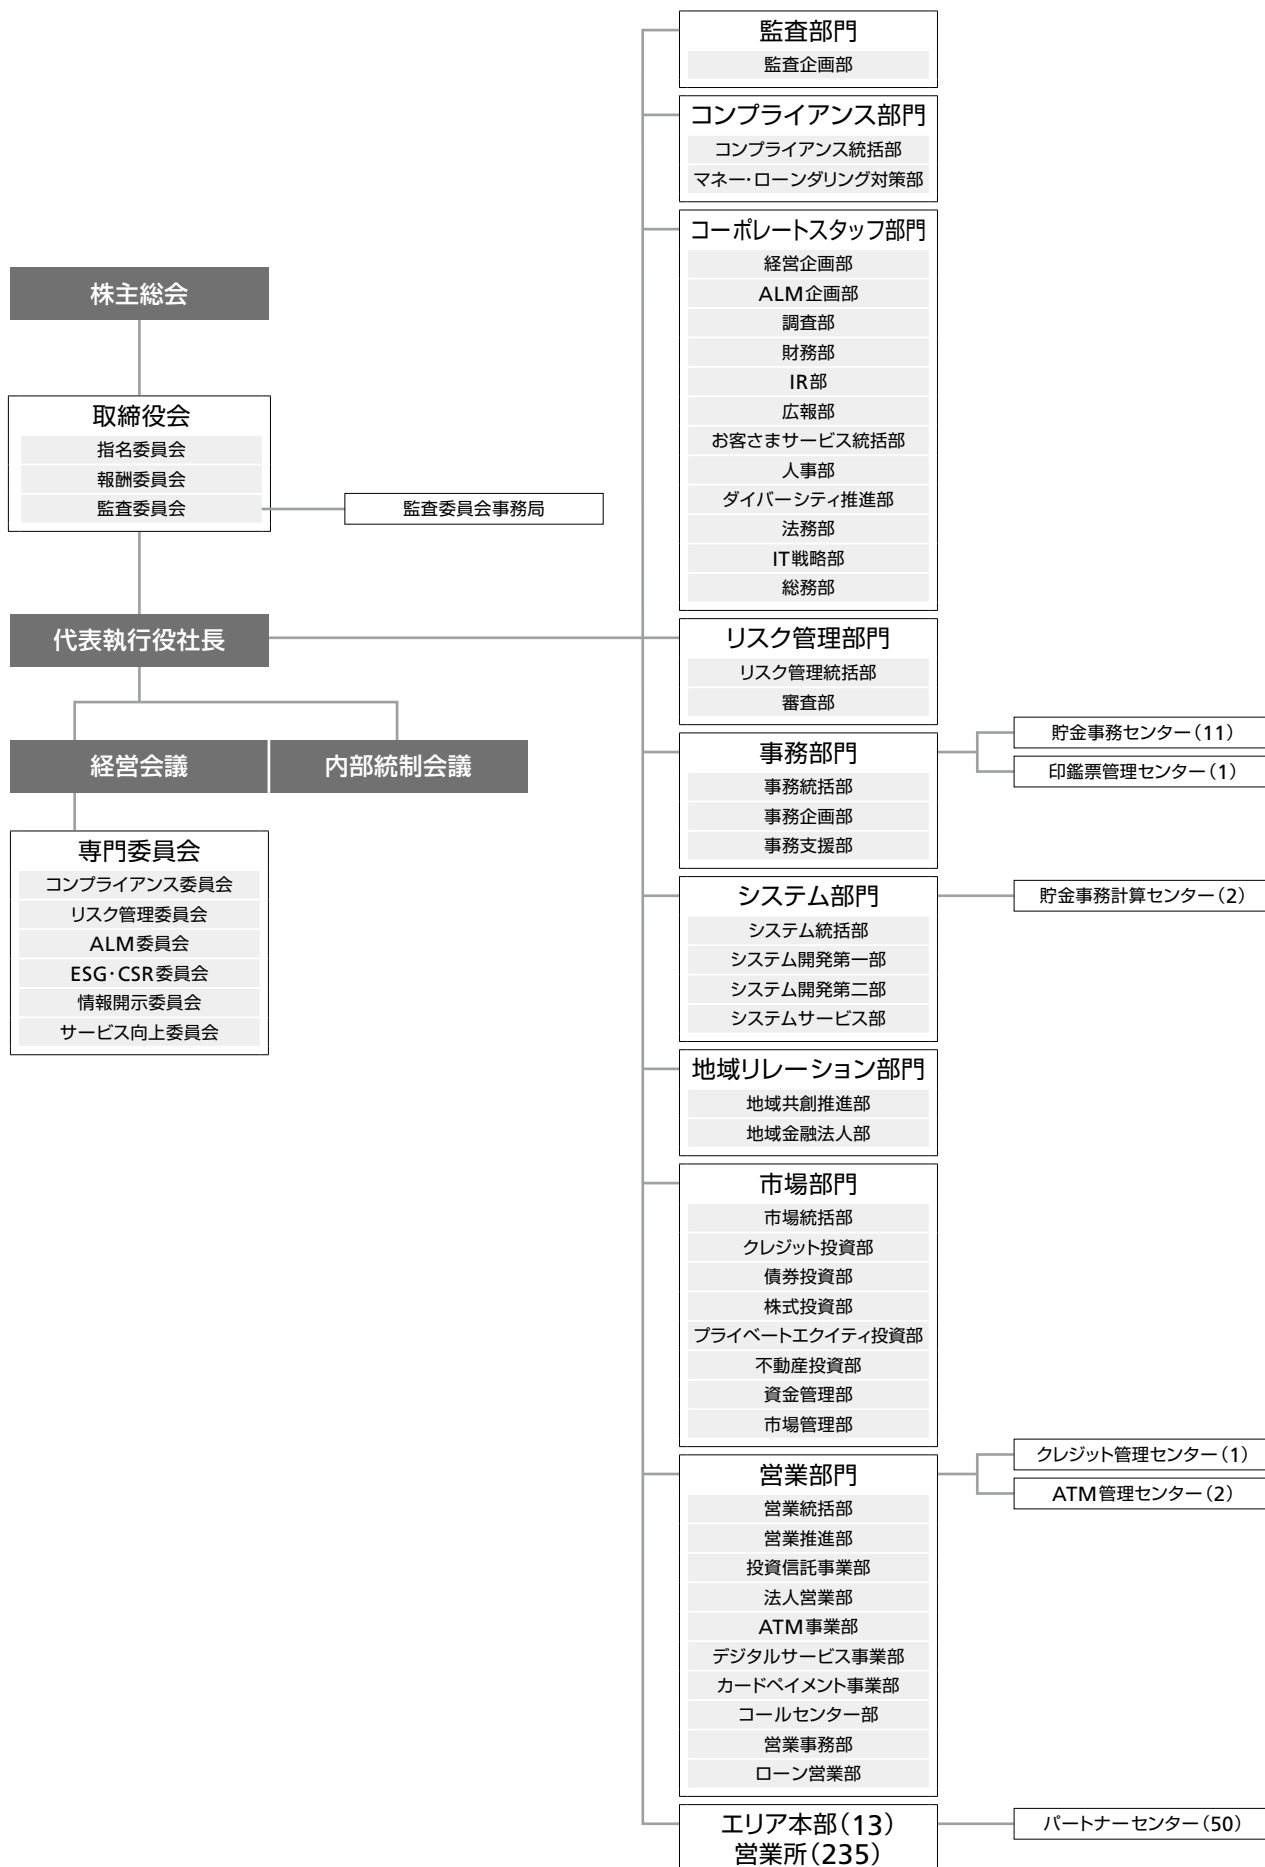 株主総会
取締役会
指名委員会
報酬委員会
監査委員会
監査委員会事務局
代表執行役社長
経営会議
内部統制会議
専門委員会
コンプライアンス委員会
リスク管理委員会
ALM委員会
ESG・CSR委員会
情報開示委員会
サービス向上委員会
監査部門
監査企画部
コンプライアンス部門
コンプライアンス統括部
マネー・ローンダリング対策部
コーポレートスタッフ部門
経営企画部
ALM企画部
調査部
財務部
IR部
広報部
お客さまサービス統括部
人事部
ダイバーシティ推進部
法務部
IT戦略部
総務部
リスク管理部門
リスク管理統括部
審査部
事務部門
事務統括部
事務企画部
事務支援部
貯金事務センター（11）
印鑑票管理センター（1）
システム部門
システム統括部
システム開発第一部
システム開発第二部
システムサービス部
貯金事務計算センター（2）
地域リレーション部門
地域共創推進部
地域金融法人部
市場部門
市場統括部
クレジット投資部
債券投資部
株式投資部
プライベートエクイティ投資部
不動産投資部
資金管理部
市場管理部
営業部門
営業統括部
営業推進部
投資信託事業部
法人営業部
ATM事業部
デジタルサービス事業部
カードペイメント事業部
コールセンター部
営業事務部
ローン営業部
クレジット管理センター（1）
ATM管理センター（2）
エリア本部（13）
営業所（235）
パートナーセンター（50）